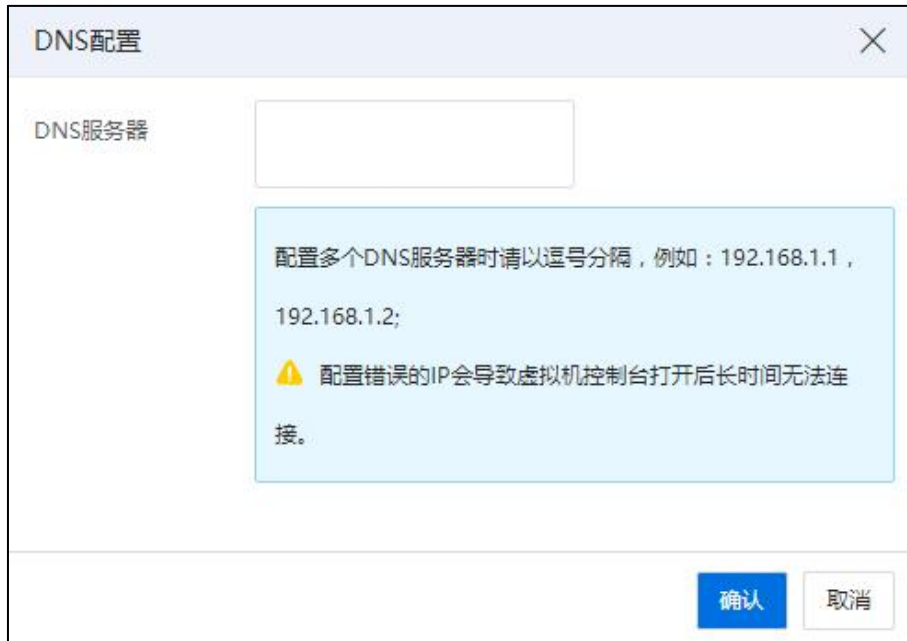 DNS配置
DNS服务器
配置多个DNS服务器时请以逗号分隔，例如：192.168.1.1，
192.168.1.2;
配置错误的IP会导致虚拟机控制台打开后长时间无法连
接。
确认 取消